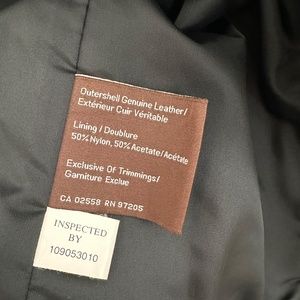 Outershell Genuine Leather/
Extérieur Cuir Véritable
Lining / Doublure
50% Nylon, 50% Acetate/Acétate
Exclusive Of Trimmings/
Garniture Exclue
CA 02558 RN 97205
INSPECTED
BY
109053010